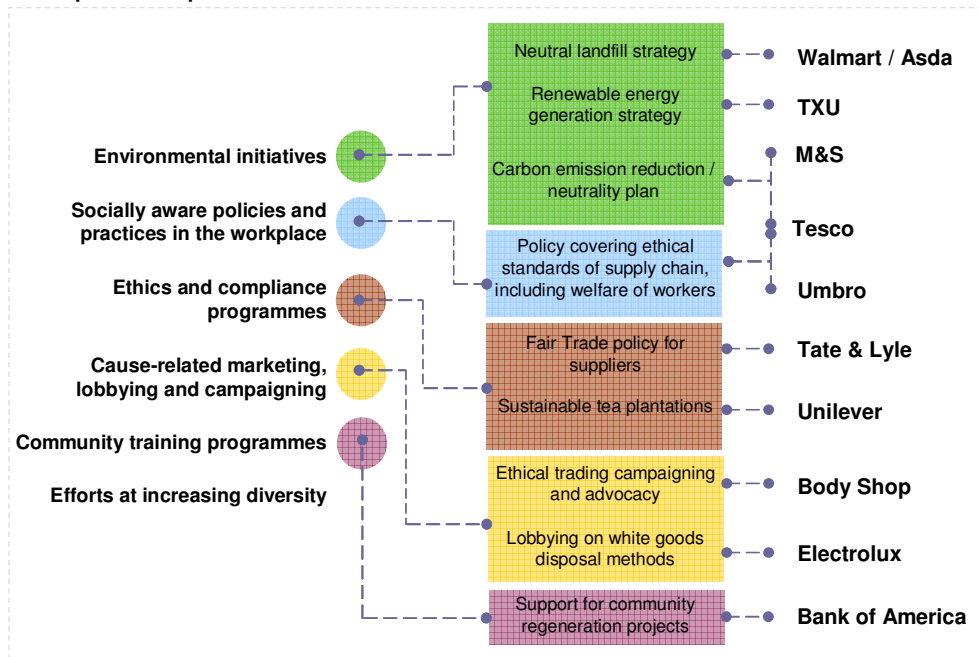 Environmental initiatives
Socially aware policies and
practices in the workplace
Ethics and compliance
programmes
Cause-related marketing,
lobbying and campaigning
Community training programmes
Efforts at increasing diversity
Neutral landfill strategy
Renewable energy
generation strategy
Carbon emission reduction /
neutrality plan
Policy covering ethical
standards of supply chain,
including welfare of workers
Fair Trade policy for
suppliers
Sustainable tea plantations
Ethical trading campaigning
and advocacy
Lobbying on white goods
disposal methods
Support for community
regeneration projects
Walmart / Asda
TXU
M&S
Tesco
Umbro
Tate & Lyle
Unilever
Body Shop
Electrolux
Bank of America